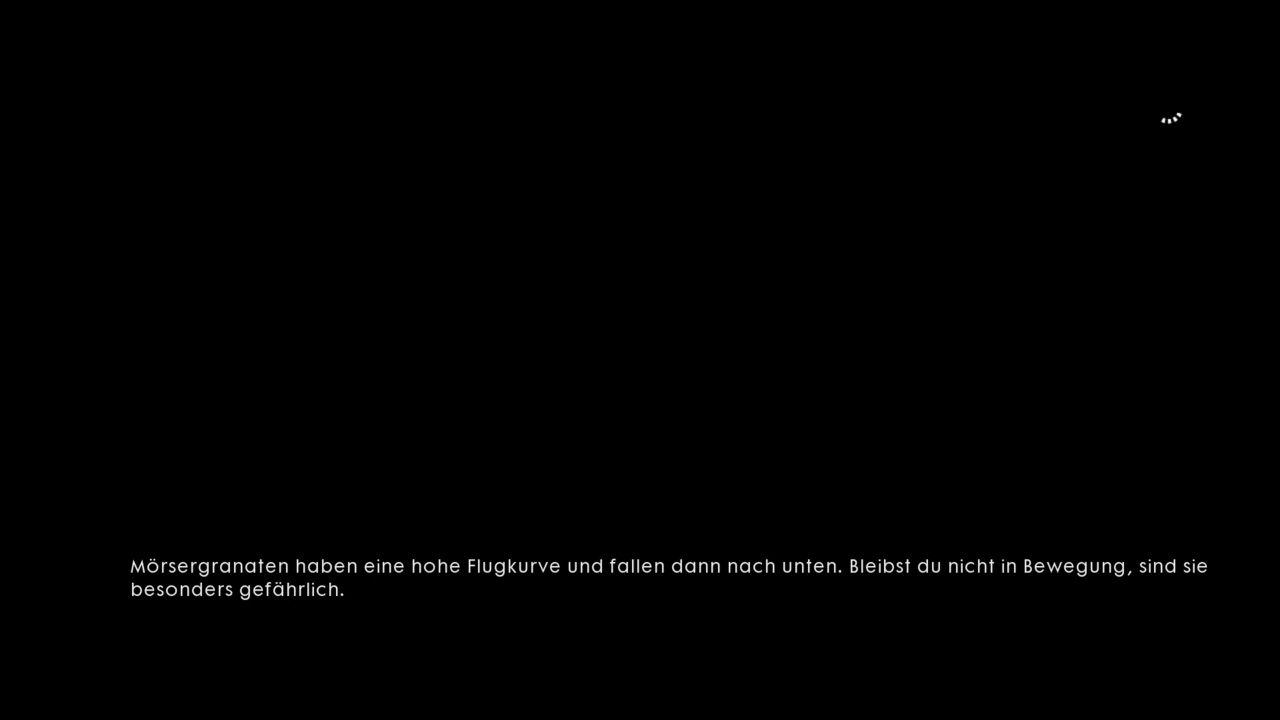 Mörsergranaten haben eine hohe Flugkurve und fallen dann nach unten. Bleibst du nicht in Bewegung, sind sie
besonders gefährlich.